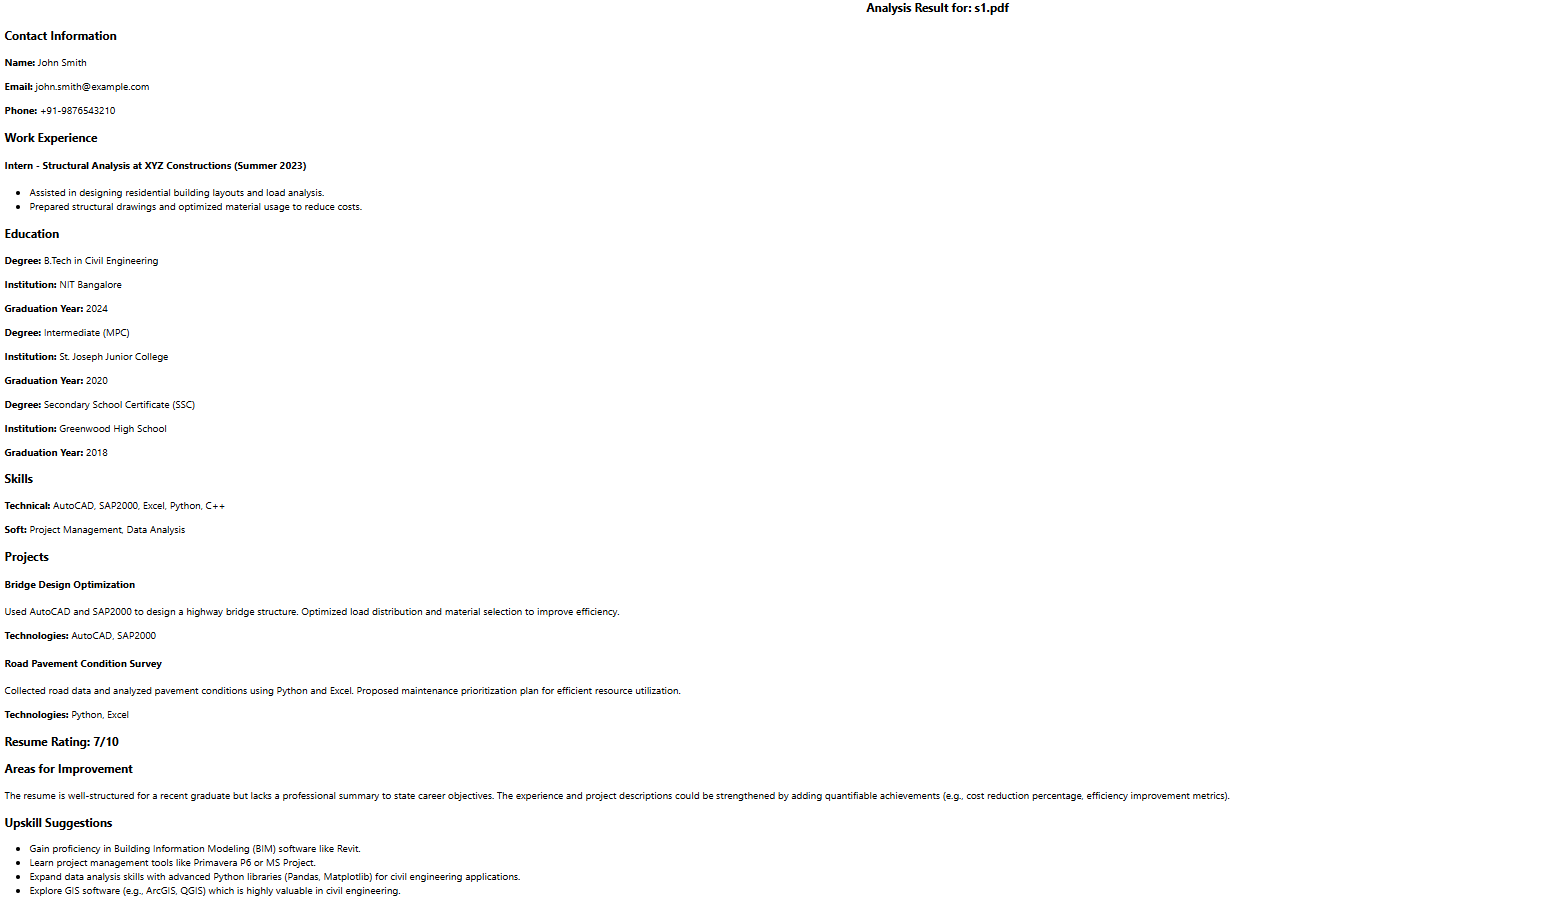 Analysis Result for: s1.pdf
Contact Information
Name: John Smith
Email: john.smith@example.com
Phone: +91-9876543210
Work Experience
Intern - Structural Analysis at XYZ Constructions (Summer 2023)
• Assisted in designing residential building layouts and load analysis.
• Prepared structural drawings and optimized material usage to reduce costs.
Education
Degree: B.Tech in Civil Engineering
Institution: NIT Bangalore
Graduation Year: 2024
Degree: Intermediate (MPC)
Institution: St. Joseph Junior College
Graduation Year: 2020
Degree: Secondary School Certificate (SSC)
Institution: Greenwood High School
Graduation Year: 2018
Skills
Technical: AutoCAD, SAP2000, Excel, Python, C++
Soft: Project Management, Data Analysis
Projects
Bridge Design Optimization
Used AutoCAD and SAP2000 to design a highway bridge structure. Optimized load distribution and material selection to improve efficiency.
Technologies: AutoCAD, SAP2000
Road Pavement Condition Survey
Collected road data and analyzed pavement conditions using Python and Excel. Proposed maintenance prioritization plan for efficient resource utilization.
Technologies: Python, Excel
Resume Rating: 7/10
Areas for Improvement
The resume is well-structured for a recent graduate but lacks a professional summary to state career objectives. The experience and project descriptions could be strengthened by adding quantifiable achievements (e.g., cost reduction percentage, efficiency improvement metrics).
Upskill Suggestions
• Gain proficiency in Building Information Modeling (BIM) software like Revit.
• Learn project management tools like Primavera P6 or MS Project.
• Expand data analysis skills with advanced Python libraries (Pandas, Matplotlib) for civil engineering applications.
• Explore GIS software (e.g., ArcGIS, QGIS) which is highly valuable in civil engineering.